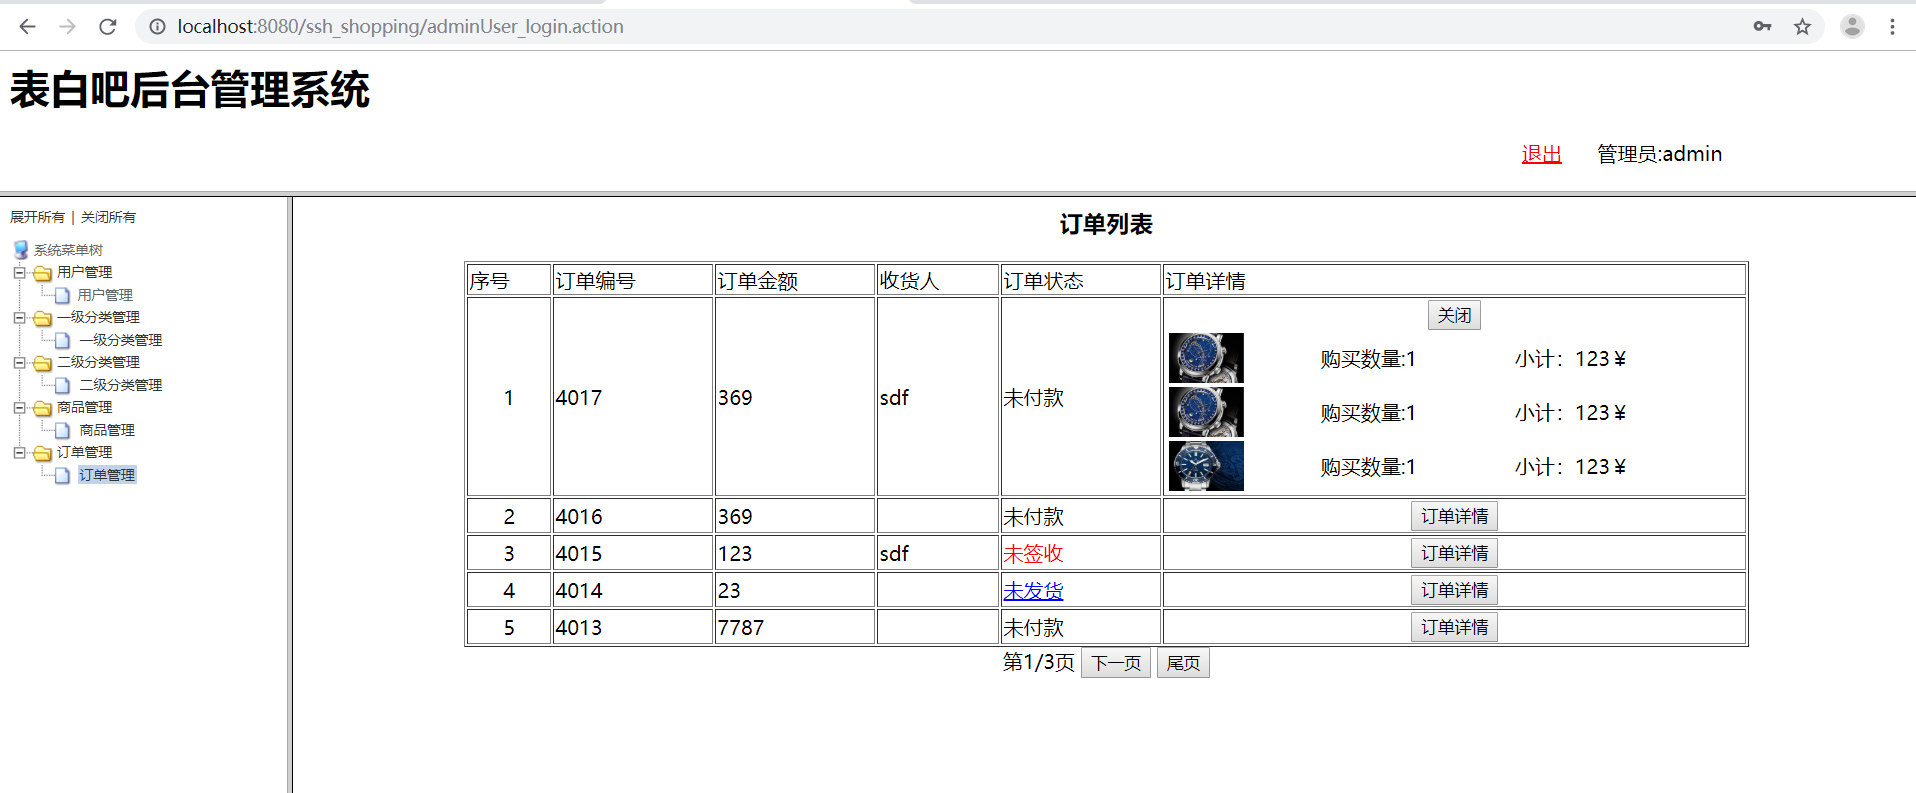 localhost:8080/ssh_shopping/adminUser_login.action
表白吧后台管理系统
退出 管理员:admin
展开所有 | 关闭所有
系统菜单树
用户管理
用户管理
一级分类管理
一级分类管理
二级分类管理
二级分类管理
商品管理
商品管理
订单管理
订单管理
订单列表
序号 订单编号 订单金额 收货人 订单状态 订单详情
关闭
购买数量:1 小计：123￥
1 4017 369 sdf 未付款 购买数量:1 小计：123￥
购买数量:1 小计：123￥
2 4016 369 未付款 订单详情
3 4015 123 sdf 未签收 订单详情
4 4014 23 未发货 订单详情
5 4013 7787 未付款 订单详情
第1/3页 下一页 尾页